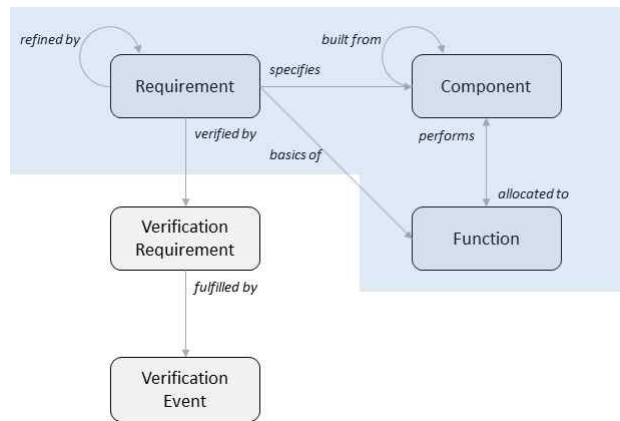 refined by
built from
Requirement
specifies
Component
verified by
basics of
performs
allocated to
Verification
Requirement
Function
fulfilled by
Verification
Event